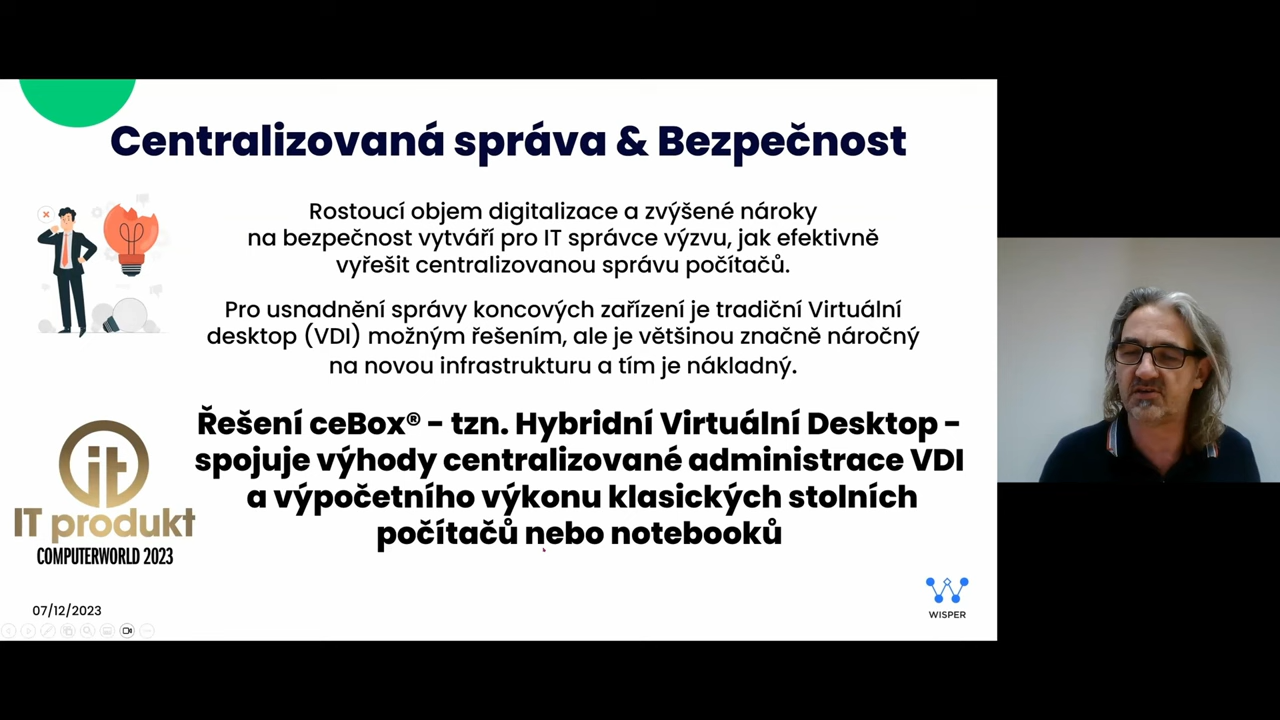 Centralizovaná správa & Bezpečnost
Rostoucí objem digitalizace a zvýšené nároky
na bezpečnost vytváří pro IT správce výzvu, jak efektivně
vyřešit centralizovanou správu počítačů.
Pro usnadnění správy koncových zařízení je tradiční Virtuální
desktop (VDI) možným řešením, ale je většinou značně náročný
na novou infrastrukturu a tím je nákladný.
Řešení ceBox® - tzn. Hybridní Virtuální Desktop -
spojuje výhody centralizované administrace VDI
a výpočetního výkonu klasických stolních
počítačů nebo notebooků
it
IT produkt
COMPUTERWORLD 2023
07/12/2023
WISPER